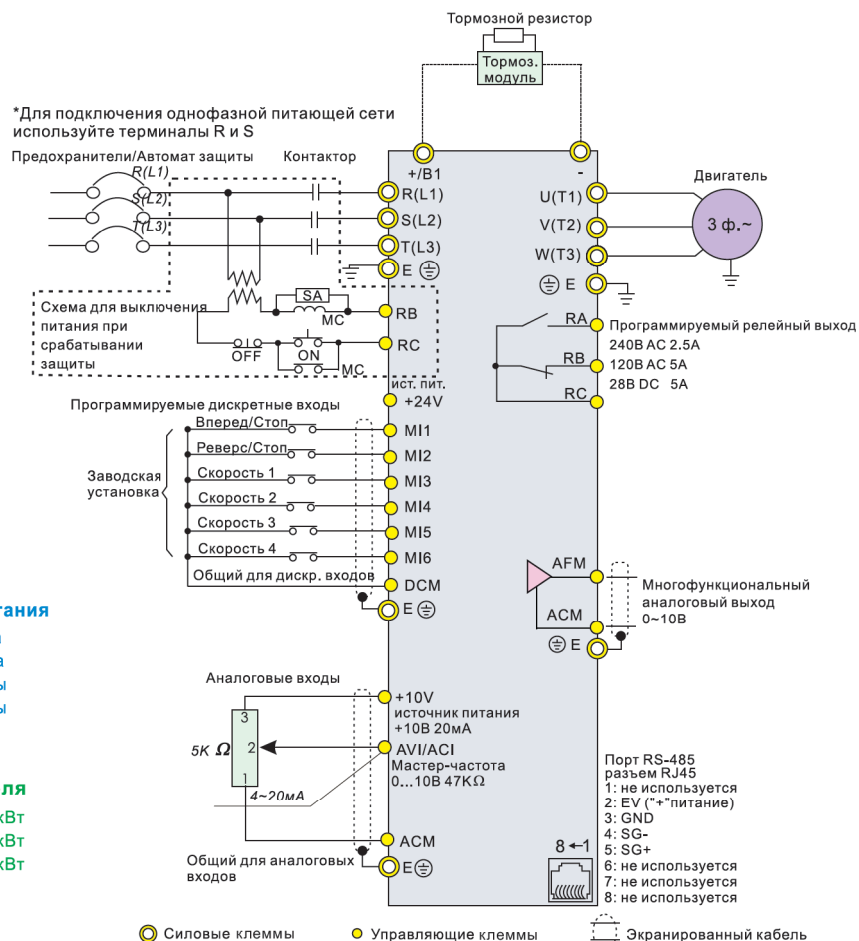 Тормозной резистор
Тормоз.
модуль
*Для подключения однофазной питающей сети
используйте терминалы R и S
Предохранители/Автомат защиты
Контактор
R(L1)
S(L2)
T(L3)
+/B1
-
R(L1)
S(L2)
T(L3)
E
Двигатель
U(T1)
V(T2)
W(T3)
3 ф.~
E
Схема для выключения
питания при
срабатывании
защиты
SA
MC
OFF
ON
MC
RB
RC
RA
RB
RC
Программируемый релейный выход
240В AC 2.5A
120В AC 5A
28В DC 5A
ист. пит.
+24V
Программируемые дискретные входы
Заводская
установка
Вперед/Стоп
MI1
Реверс/Стоп
MI2
Скорость 1
MI3
Скорость 2
MI4
Скорость 3
MI5
Скорость 4
MI6
Общий для дискр. входов
DCM
E
AFM
ACM
E
Многофункциональный
аналоговый выход
0~10В
тания
ы
ы
ля
кВт
кВт
кВт
Аналоговые входы
+10V
источник питания
+10В 20мА
3
5K Ω
2
1
AVI/ACI
Мастер-частота
0...10В 47KΩ
4~20мА
ACM
Общий для аналоговых
входов
E
Порт RS-485
разъем RJ45
1: не используется
2: EV ("+"питание)
3: GND
4: SG-
5: SG+
6: не используется
7: не используется
8: не используется
8←1
Силовые клеммы
Управляющие клеммы
Экранированный кабель